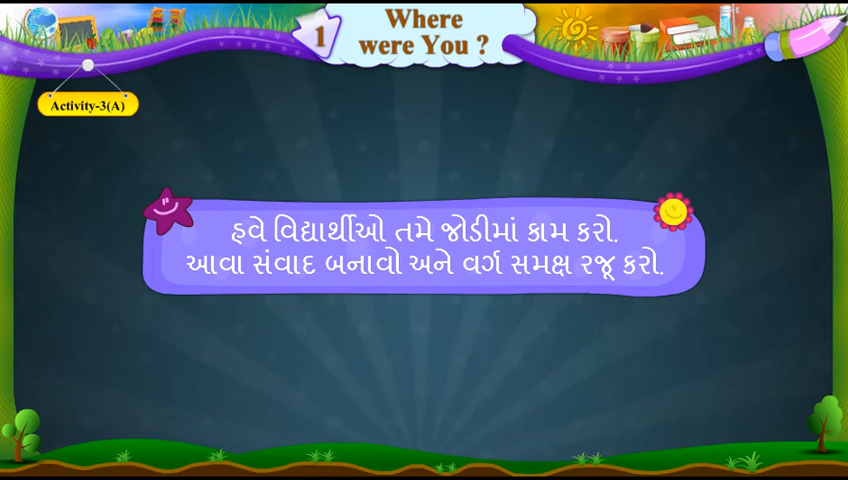 1
Where
were You ?
Activity-3(A)
હવે વિદ્યાર્થીઓ તમે જોડીમાં કામ કરો.
આવા સંવાદ બનાવો અને વર્ગ સમક્ષ રજૂ કરો.